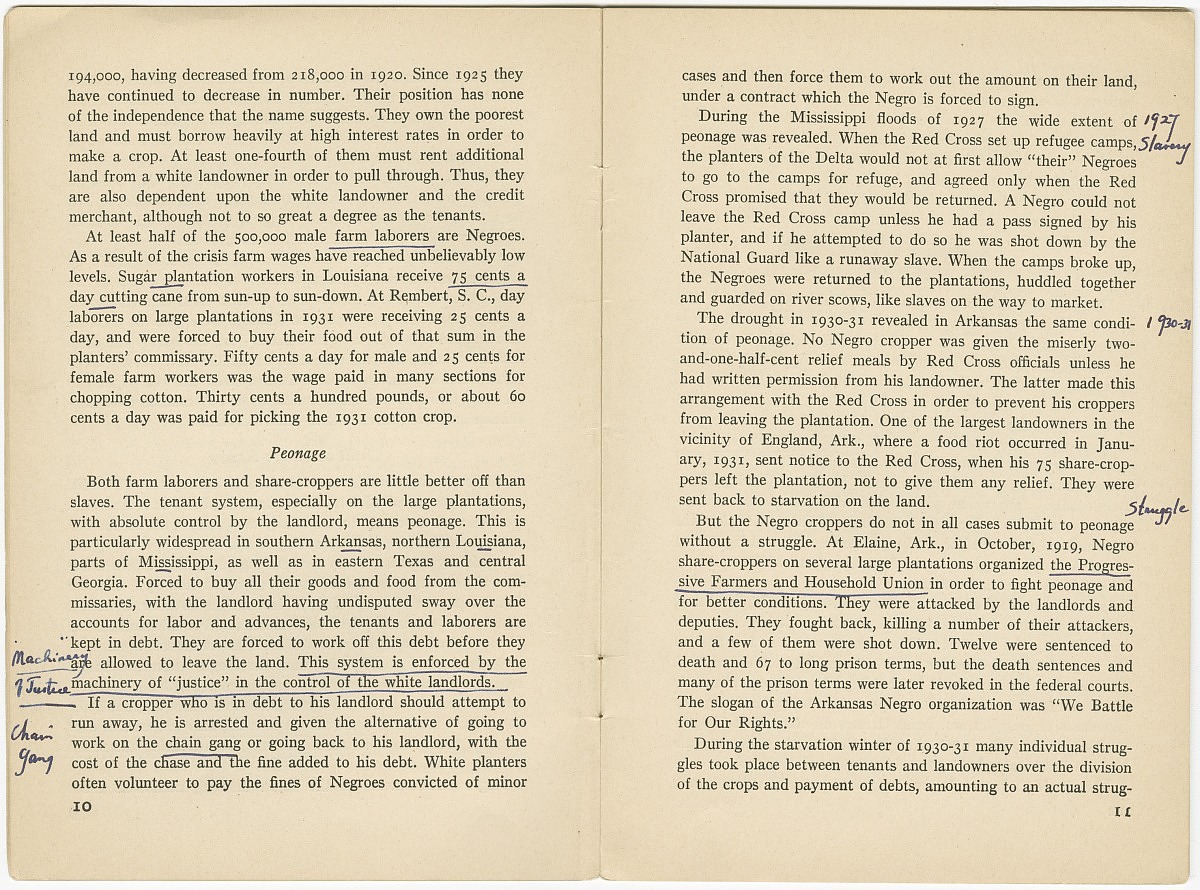 194,000, having decreased from 218,000 in 1920. Since 1925 they
have continued to decrease in number. Their position has none
of the independence that the name suggests. They own the poorest
land and must borrow heavily at high interest rates in order to
make a crop. At least one-fourth of them must rent additional
land from a white landowner in order to pull through. Thus, they
are also dependent upon the white landowner and the credit
merchant, although not to so great a degree as the tenants.
At least half of the 500,000 male farm laborers are Negroes.
As a result of the crisis farm wages have reached unbelievably low
levels. Sugar plantation workers in Louisiana receive 75 cents a
day cutting cane from sun-up to sun-down. At Rembert, S. C., day
laborers on large plantations in 1931 were receiving 25 cents a
day, and were forced to buy their food out of that sum in the
planters' commissary. Fifty cents a day for male and 25 cents for
female farm workers was the wage paid in many sections for
chopping cotton. Thirty cents a hundred pounds, or about 60
cents a day was paid for picking the 1931 cotton crop.
Peonage
Both farm laborers and share-croppers are little better off than
slaves. The tenant system, especially on the large plantations,
with absolute control by the landlord, means peonage. This is
particularly widespread in southern Arkansas, northern Louisiana,
parts of Mississippi, as well as in eastern Texas and central
Georgia. Forced to buy all their goods and food from the com-
missaries, with the landlord having undisputed sway over the
accounts for labor and advances, the tenants and laborers are
kept in debt. They are forced to work off this debt before they
are allowed to leave the land. This system is enforced by the
machinery of "justice" in the control of the white landlords.
If a cropper who is in debt to his landlord should attempt to
run away, he is arrested and given the alternative of going to
work on the chain gang or going back to his landlord, with the
cost of the chase and the fine added to his debt. White planters
often volunteer to pay the fines of Negroes convicted of minor
10
Machinery
Justice
Chain
Gang
cases and then force them to work out the amount on their land,
under a contract which the Negro is forced to sign.
During the Mississippi floods of 1927 the wide extent of
peonage was revealed. When the Red Cross set up refugee camps,
the planters of the Delta would not at first allow "their" Negroes
to go to the camps for refuge, and agreed only when the Red
Cross promised that they would be returned. A Negro could not
leave the Red Cross camp unless he had a pass signed by his
planter, and if he attempted to do so he was shot down by the
National Guard like a runaway slave. When the camps broke up,
the Negroes were returned to the plantations, huddled together
and guarded on river scows, like slaves on the way to market.
The drought in 1930-31 revealed in Arkansas the same condi-
tion of peonage. No Negro cropper was given the miserly two-
and-one-half-cent relief meals by Red Cross officials unless he
had written permission from his landowner. The latter made this
arrangement with the Red Cross in order to prevent his croppers
from leaving the plantation. One of the largest landowners in the
vicinity of England, Ark., where a food riot occurred in Janu-
ary, 1931, sent notice to the Red Cross, when his 75 share-crop-
pers left the plantation, not to give them any relief. They were
sent back to starvation on the land.
But the Negro croppers do not in all cases submit to peonage
without a struggle. At Elaine, Ark., in October, 1919, Negro
share-croppers on several large plantations organized the Progres-
sive Farmers and Household Union in order to fight peonage and
for better conditions. They were attacked by the landlords and
deputies. They fought back, killing a number of their attackers,
and a few of them were shot down. Twelve were sentenced to
death and 67 to long prison terms, but the death sentences and
many of the prison terms were later revoked in the federal courts.
The slogan of the Arkansas Negro organization was "We Battle
for Our Rights."
During the starvation winter of 1930-31 many individual strug-
gles took place between tenants and landowners over the division
of the crops and payment of debts, amounting to an actual strug-
11
1927
Slavery
1930-31
Struggle